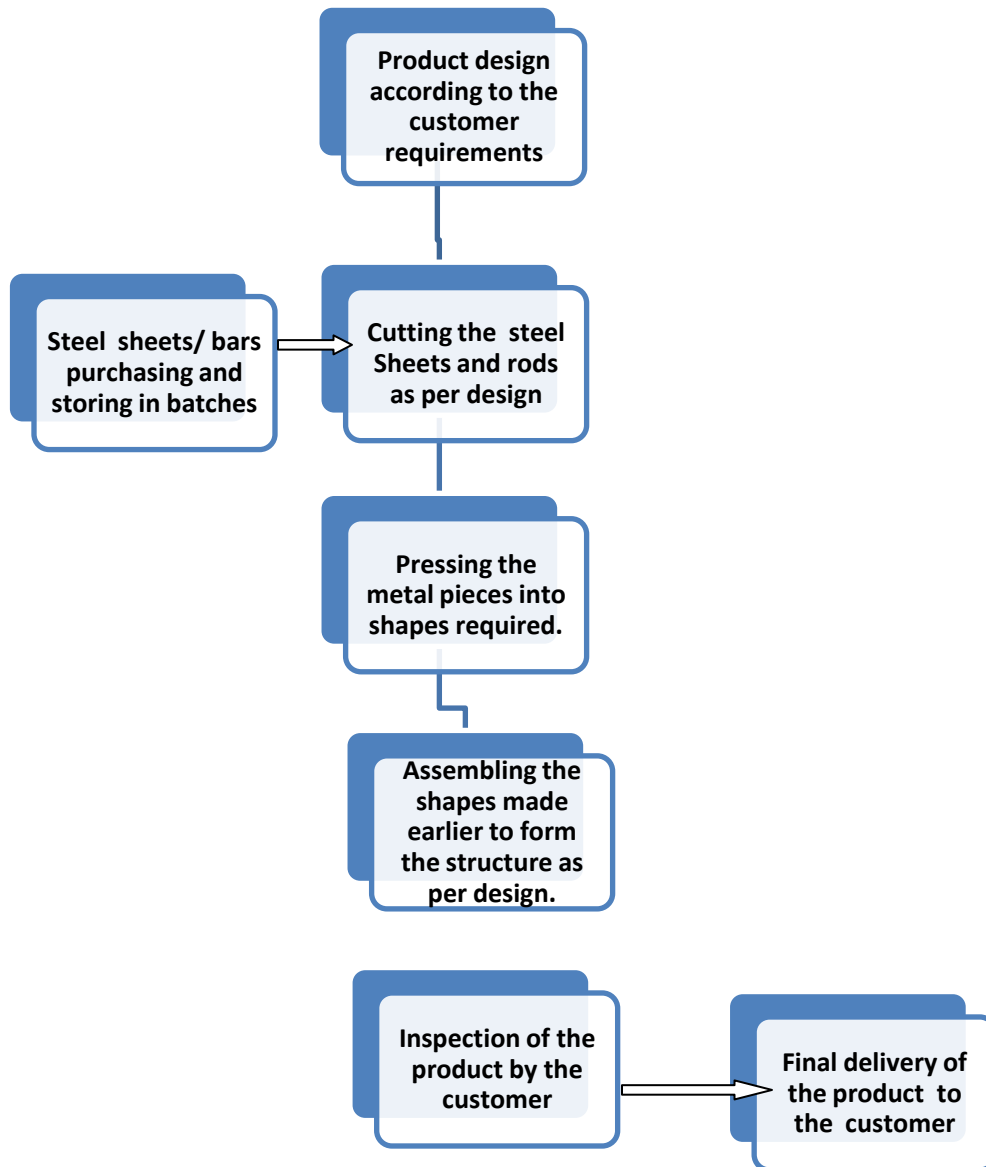 Product design
according to the
customer
requirements
Steel sheets/ bars
purchasing and
storing in batches
Cutting the steel
Sheets and rods
as per design
Pressing the
metal pieces into
shapes required.
Assembling the
shapes made
earlier to form
the structure as
per design.
Inspection of the
product by the
customer
Final delivery of
the product to
the customer